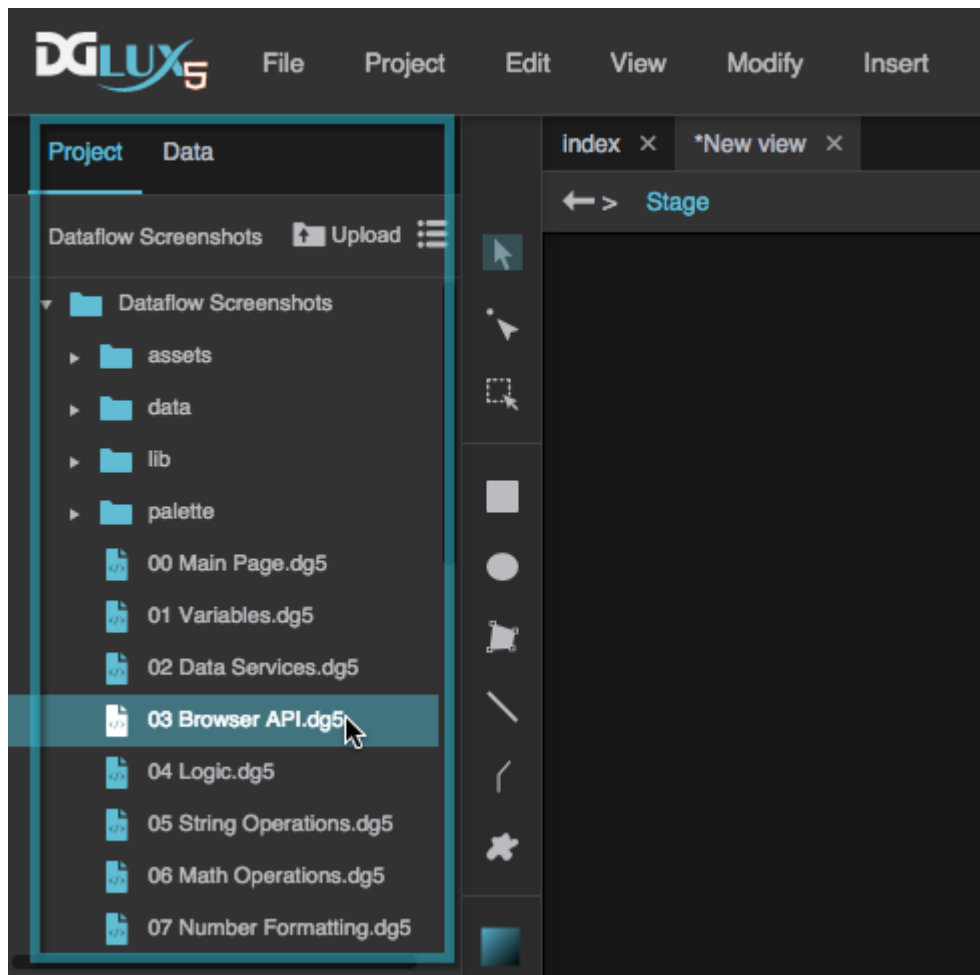 DGLUX5 File Project Edit View Modify Insert
Project Data
index × *New view ×
← > Stage
Dataflow Screenshots Upload
Dataflow Screenshots
assets
data
lib
palette
00 Main Page.dg5
01 Variables.dg5
02 Data Services.dg5
03 Browser API.dg5
04 Logic.dg5
05 String Operations.dg5
06 Math Operations.dg5
07 Number Formatting.dg5